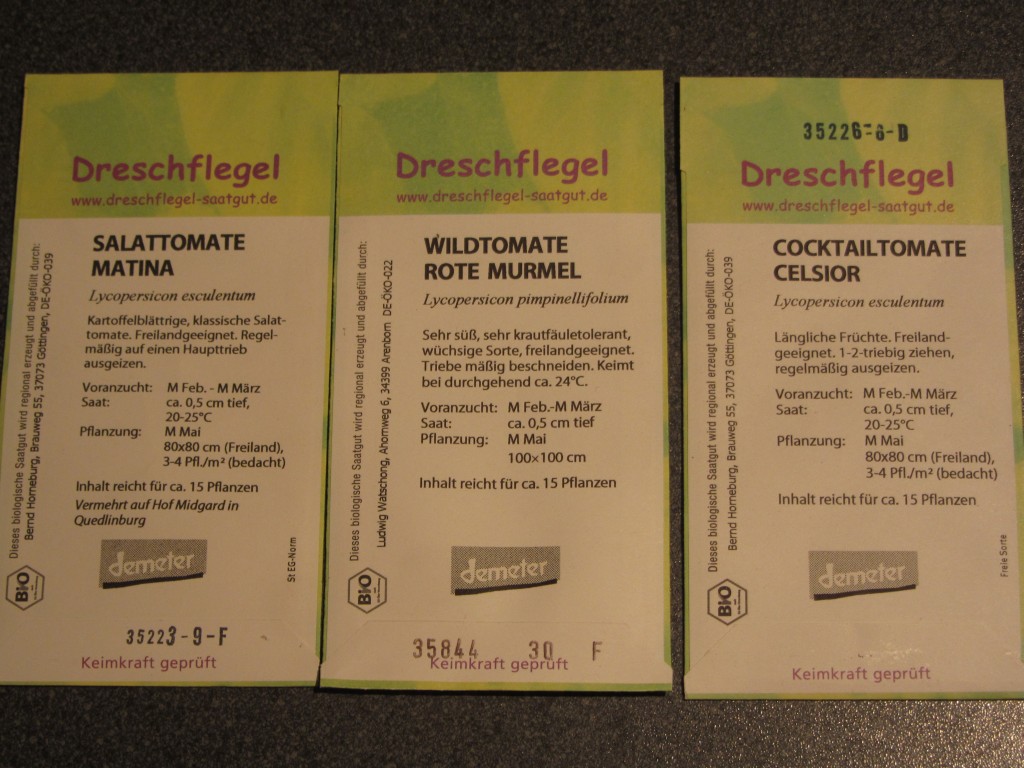 Dreschflegel
www.dreschflegel-saatgut.de
SALATTOMATE
MATINA
Lycopersicon esculentum
Kartoffelblättrige, klassische Salat-
tomate. Freilandgeeignet. Regel-
mäßig auf einen Haupttrieb
ausgeizen.
Voranzucht: M Feb. - M März
Saat: ca. 0,5 cm tief,
20-25°C
Pflanzung: M Mai
80x80 cm (Freiland),
3-4 Pfl./m² (bedacht)
Inhalt reicht für ca. 15 Pflanzen
Vermehrt auf Hof Midgard in
Quedlinburg
demeter
BIO
St EG-Norm
Dieses biologische Saatgut wird regional erzeugt und abgefüllt durch:
Bernd Horneburg, Brauweg 55, 37073 Göttingen, DE-ÖKO-039
35223-9-F
Keimkraft geprüft
Dreschflegel
www.dreschflegel-saatgut.de
WILDTOMATE
ROTE MURMEL
Lycopersicon pimpinellifolium
Sehr süß, sehr krautfäuletolerant,
wüchsige Sorte, freilandgeeignet.
Triebe mäßig beschneiden. Keimt
bei durchgehend ca. 24°C.
Voranzucht: M Feb.-M März
Saat: ca. 0,5 cm tief
Pflanzung: M Mai
100×100 cm
Inhalt reicht für ca. 15 Pflanzen
demeter
BIO
Dieses biologische Saatgut wird regional erzeugt und abgefüllt durch:
Ludwig Watschong, Ahornweg 6, 34399 Arenborn DE-ÖKO-022
35844 30 F
Keimkraft geprüft
35226-6-D
Dreschflegel
www.dreschflegel-saatgut.de
COCKTAILTOMATE
CELSIOR
Lycopersicon esculentum
Längliche Früchte. Freiland-
geeignet. 1-2-triebig ziehen,
regelmäßig ausgeizen.
Voranzucht: M Feb.-M März
Saat: ca. 0,5 cm tief,
20-25°C
Pflanzung: M Mai
80x80 cm (Freiland),
3-4 Pfl./m² (bedacht)
Inhalt reicht für ca. 15 Pflanzen
demeter
BIO
Freie Sorte
Dieses biologische Saatgut wird regional erzeugt und abgefüllt durch:
Bernd Horneburg, Brauweg 55, 37073 Göttingen, DE-ÖKO-039
Keimkraft geprüft